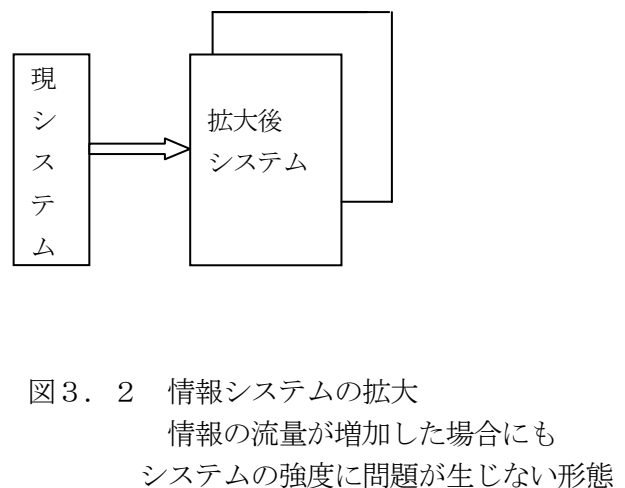 現システム
拡大後
システム
図３．２　情報システムの拡大
情報の流量が増加した場合にも
システムの強度に問題が生じない形態